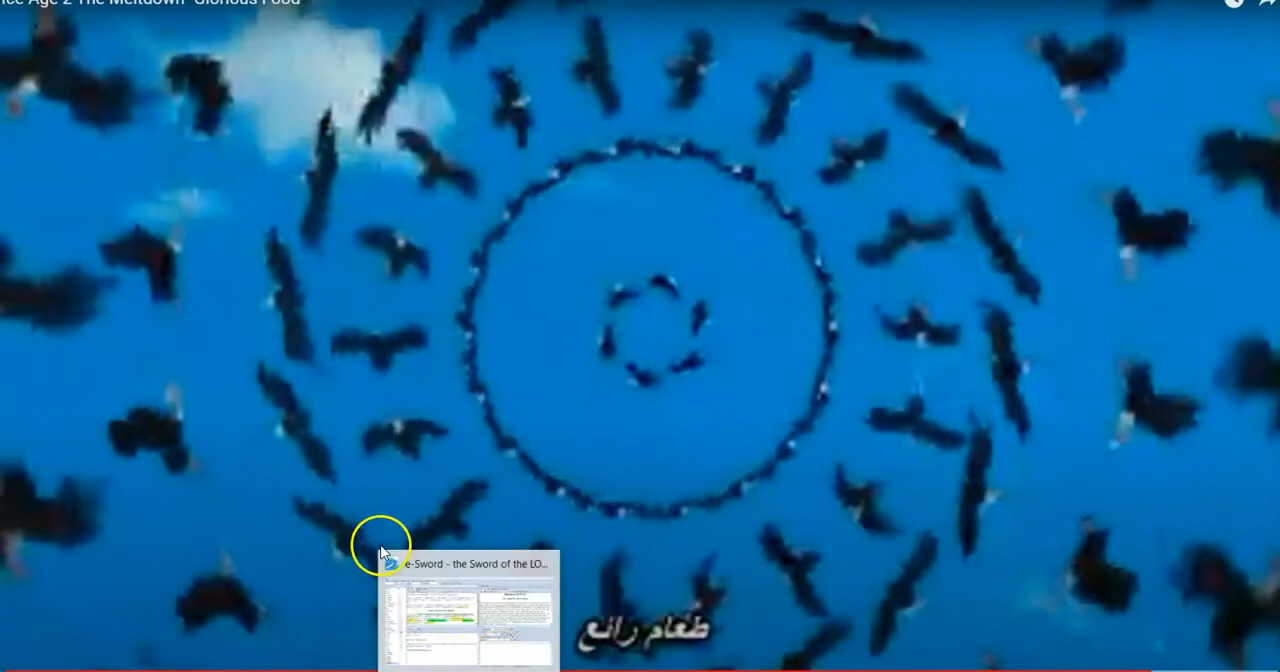 Ice Age 2 The Meltdown "Glorious Food"
e-Sword - the Sword of the LO...
طعام رائع